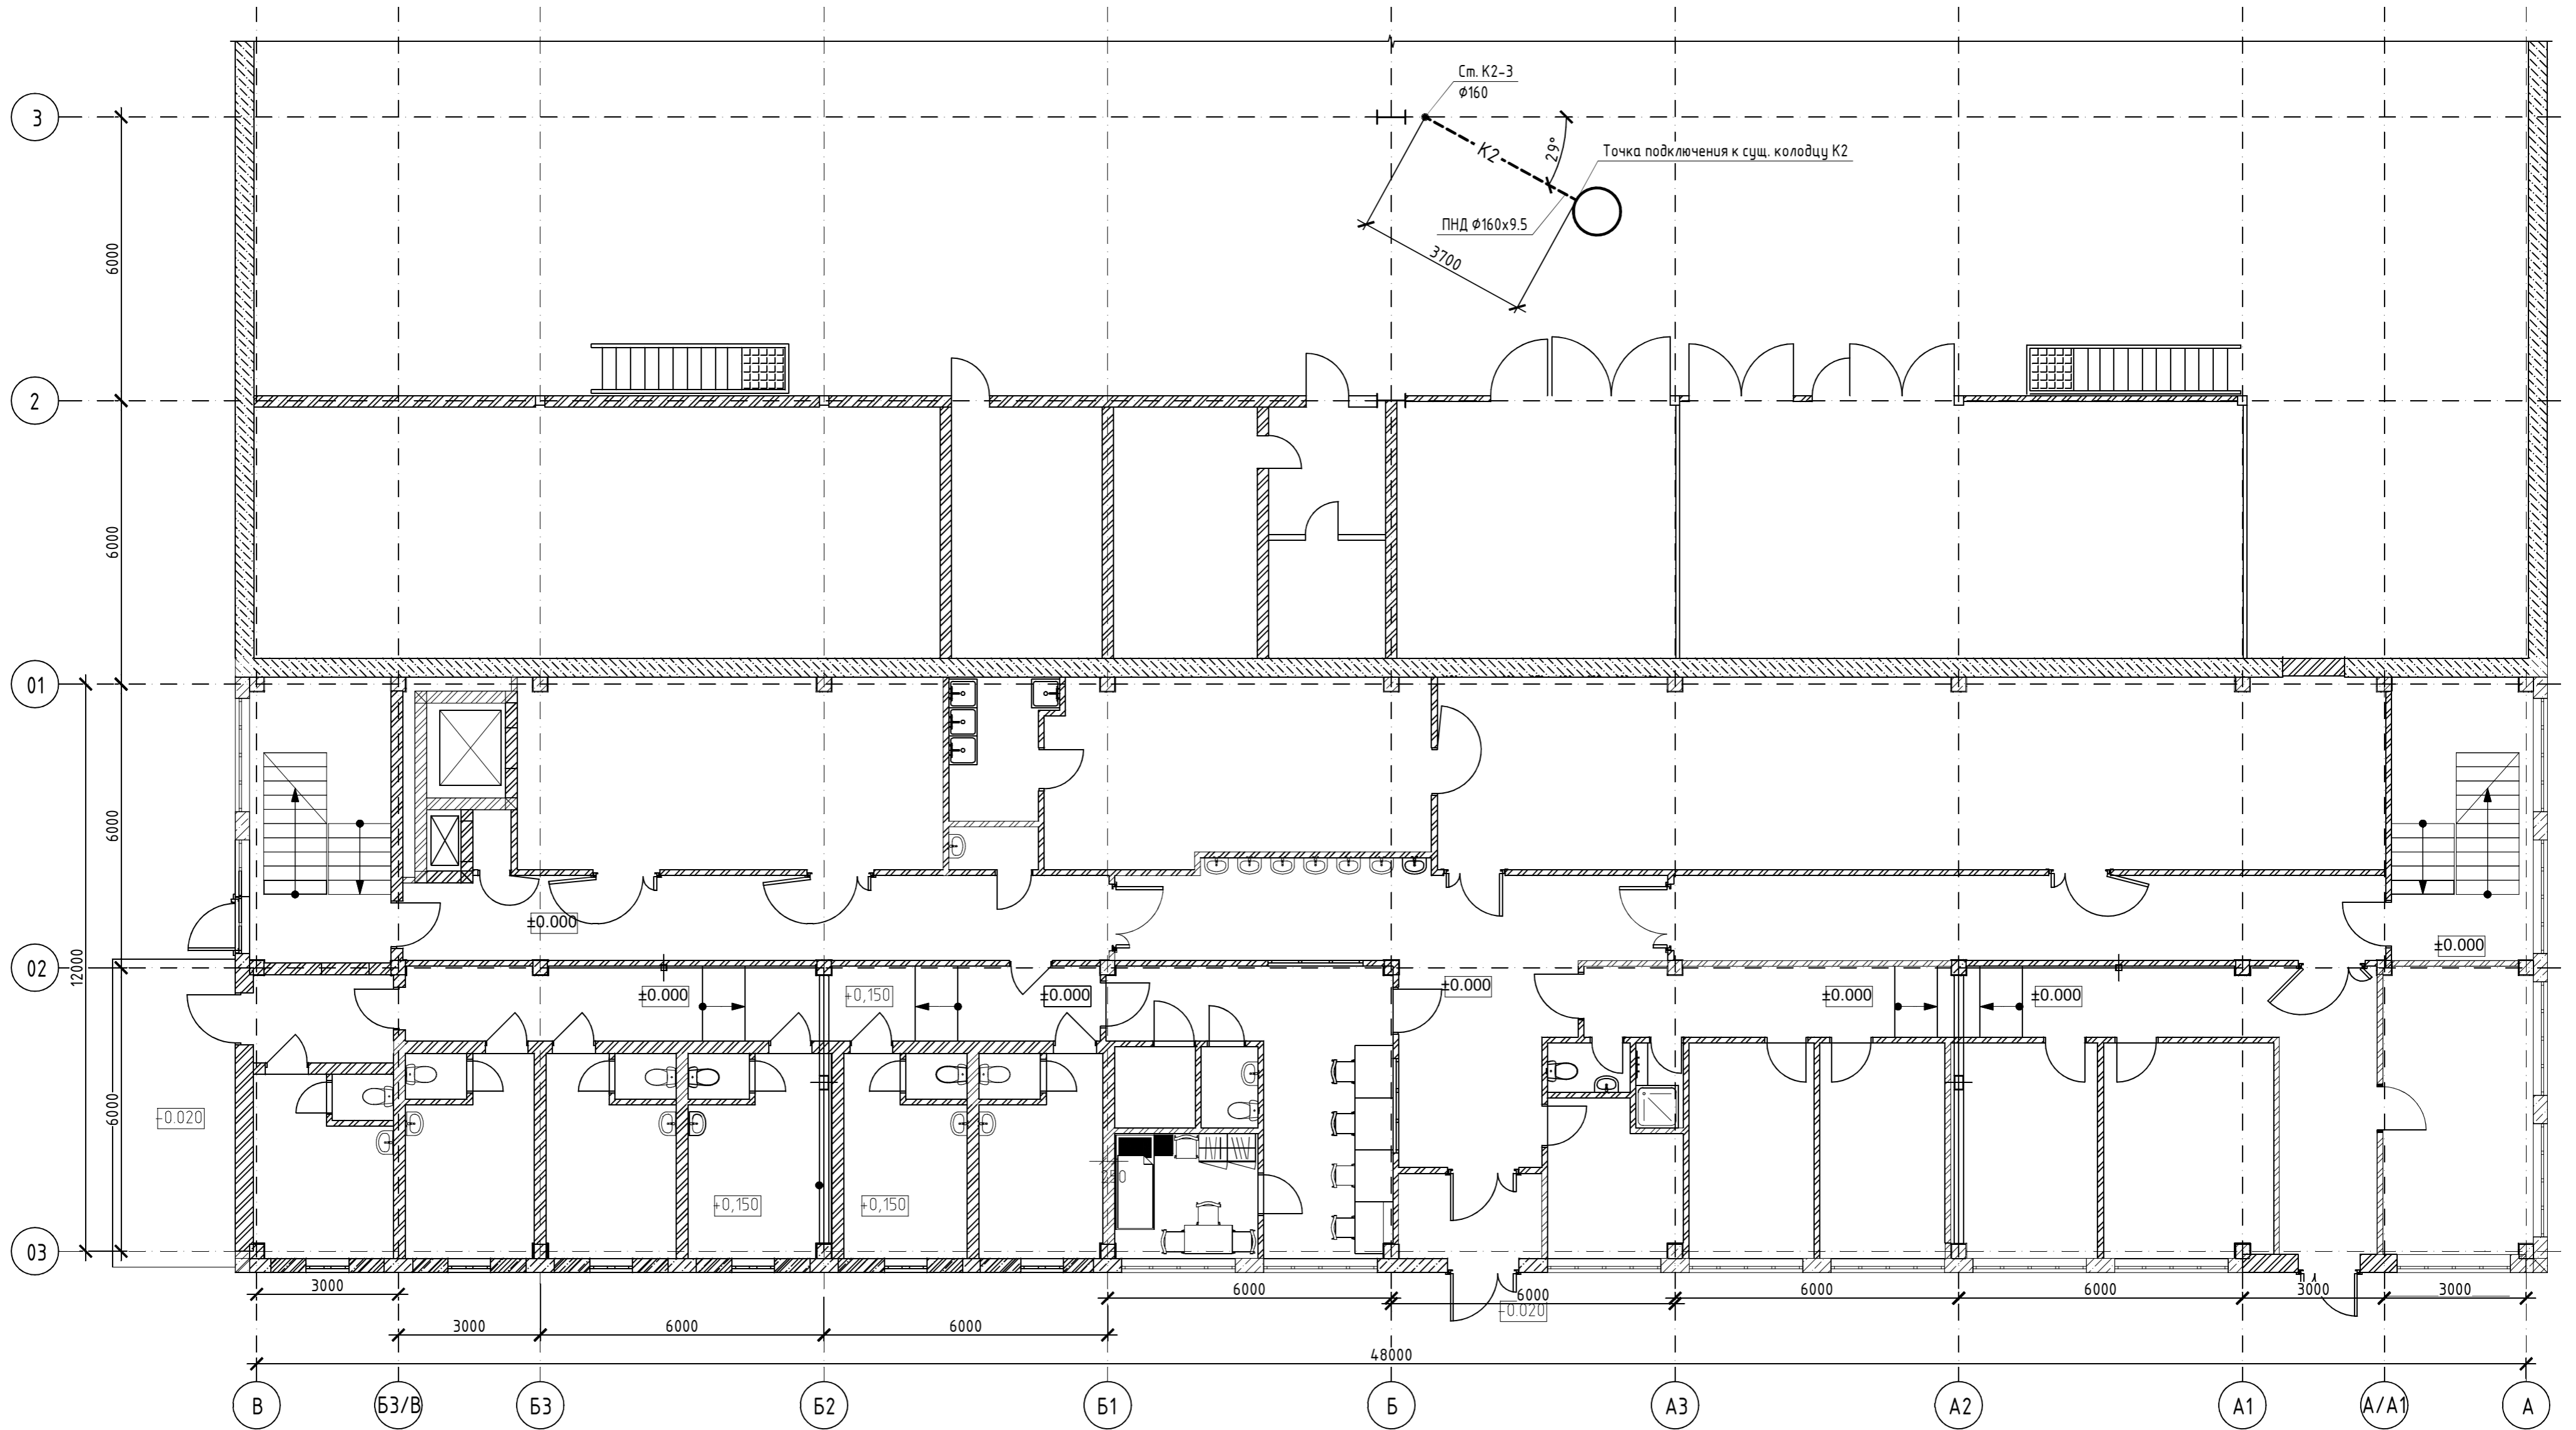 Ст. К2-3
Ф160
3
29°
К2
Точка подключения к сущ. колодцу К2
ПНД Ф160х9.5
3700
6000
2
6000
01
6000
12000
±0.000
±0.000
02
±0.000
+0,150
±0.000
±0.000
±0.000
±0.000
6000
-0.020
+0,150
+0,150
03
3000
6000
6000
6000
6000
3000
3000
-0.020
3000
6000
6000
48000
В
Б3/В
Б3
Б2
Б1
Б
А3
А2
А1
А/А1
А